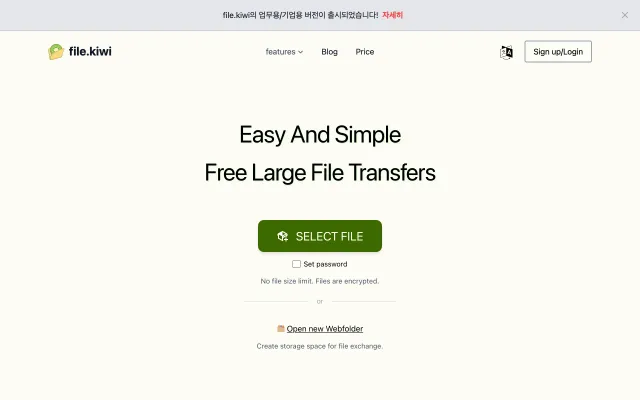 file.kiwi의 업무용/기업용 버전이 출시되었습니다! 자세히
file.kiwi
features
Blog
Price
Sign up/Login
Easy And Simple
Free Large File Transfers
SELECT FILE
Set password
No file size limit. Files are encrypted.
or
Open new Webfolder
Create storage space for file exchange.